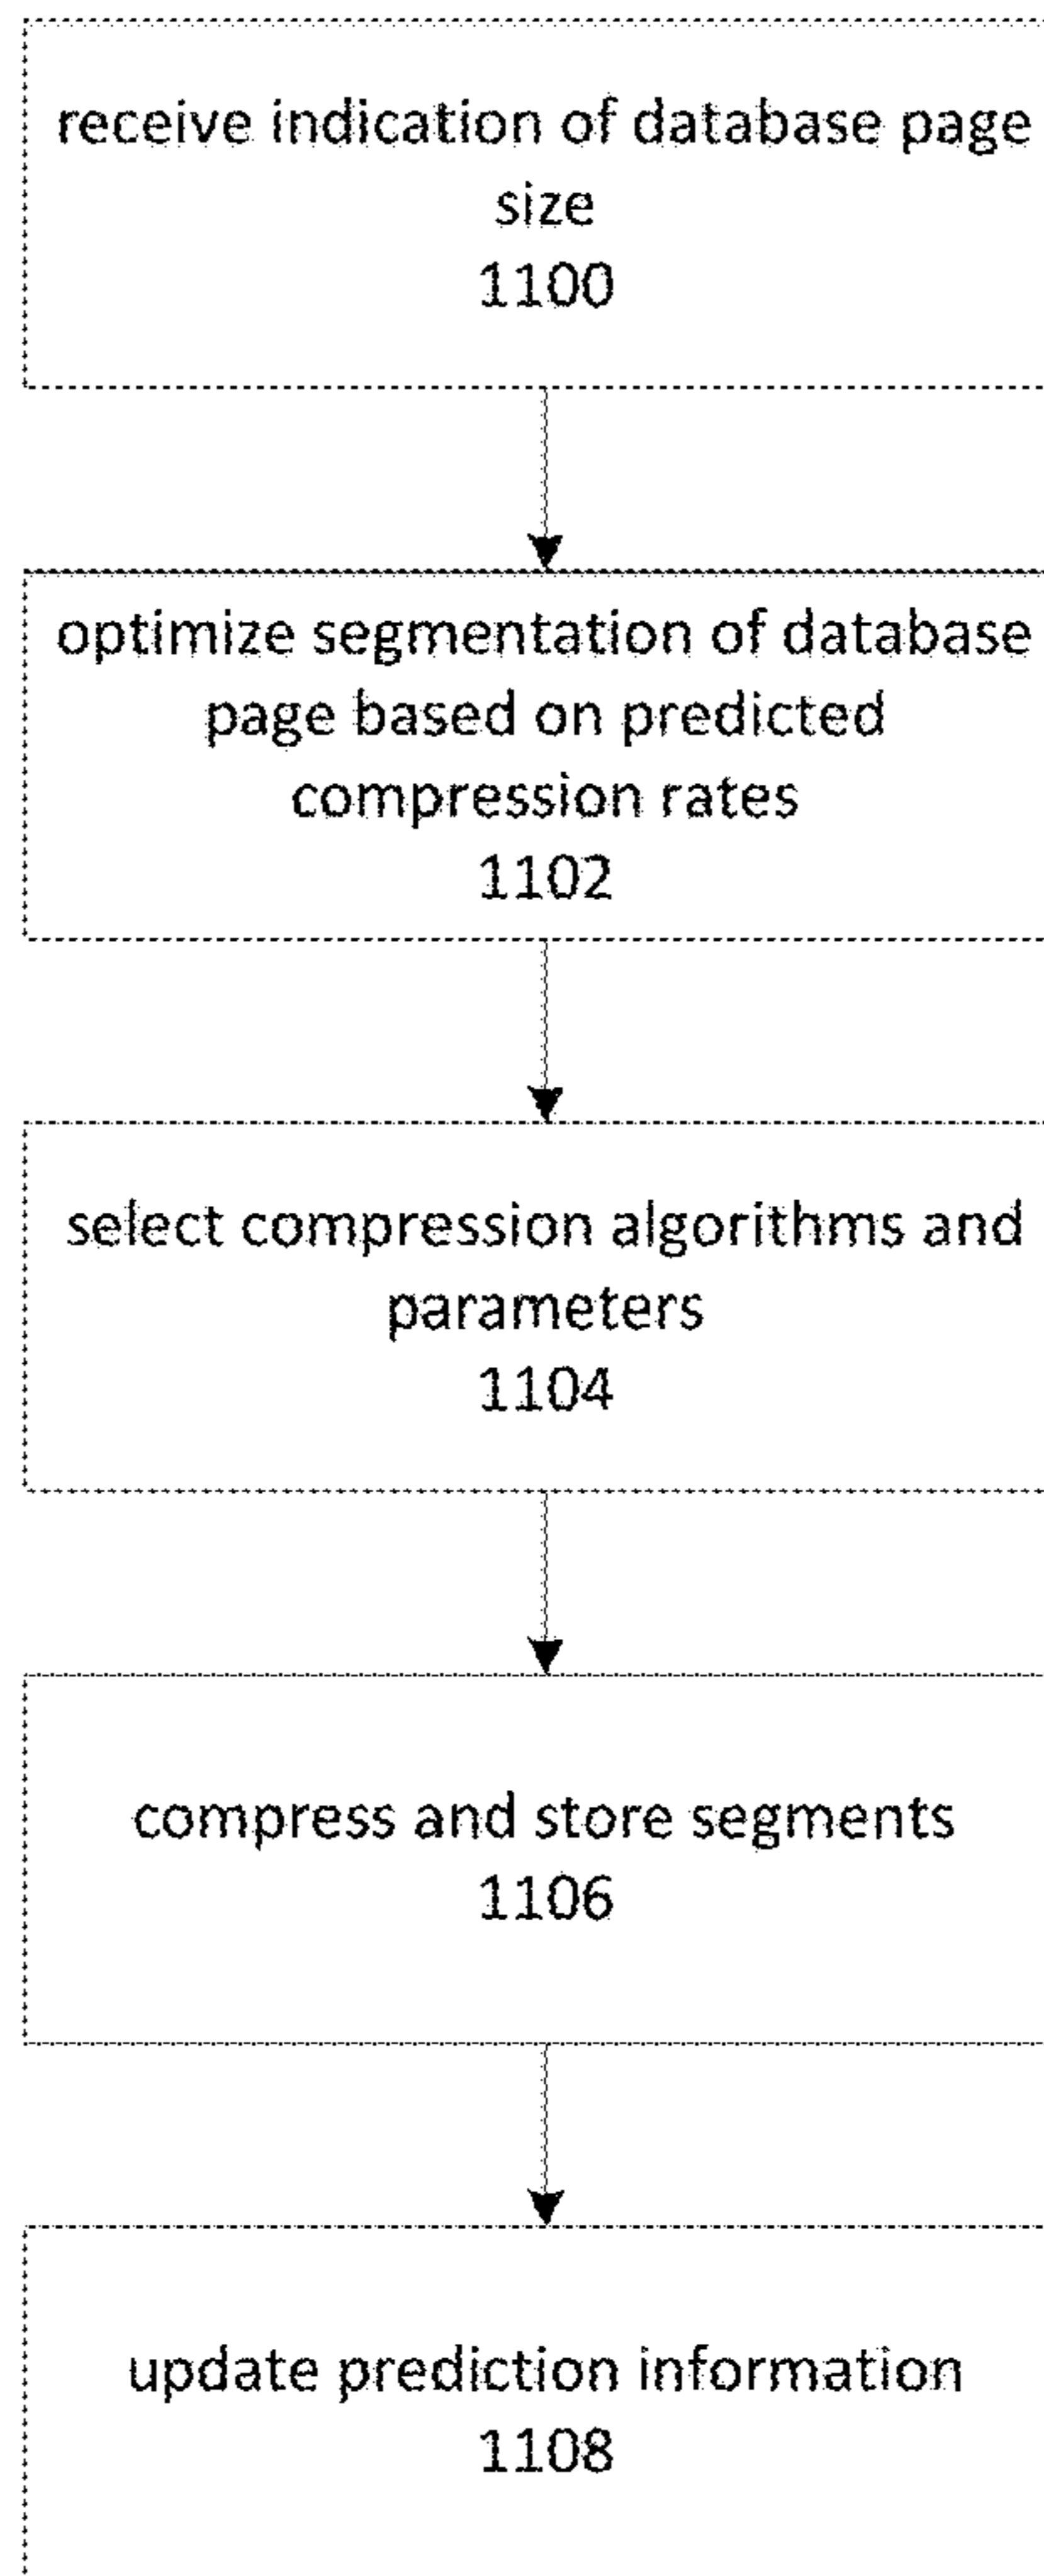 receive indication of database page
size
1100
optimize segmentation of database
page based on predicted
compression rates
1102
select compression algorithms and
parameters
1104
compress and store segments
1106
update prediction information
1108